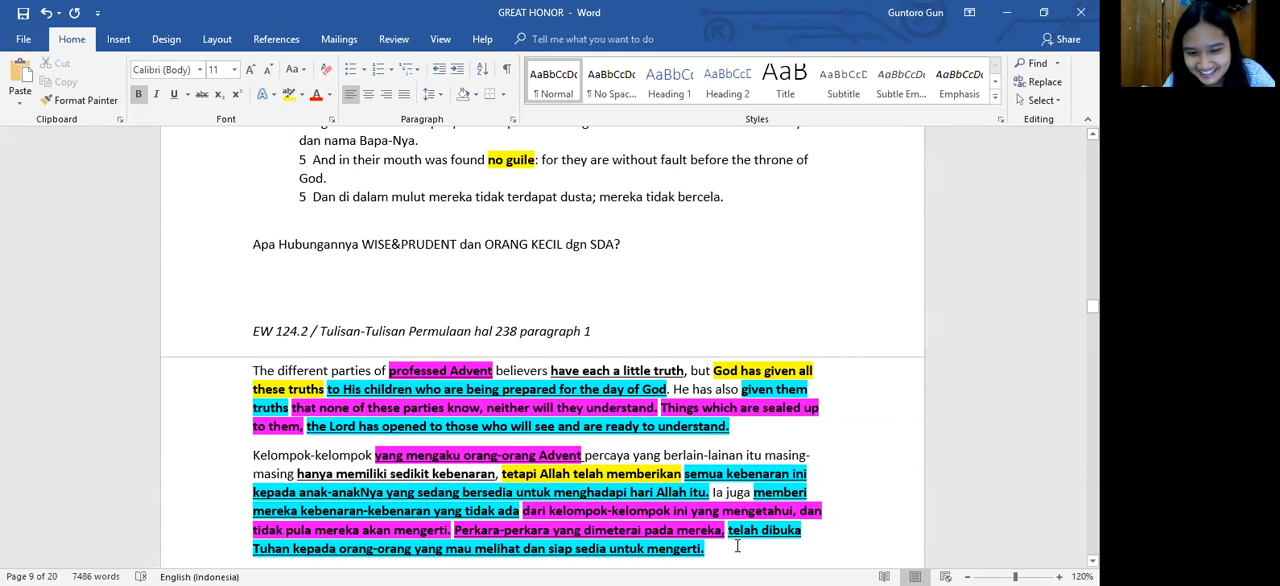 GREAT HONOR - Word
Guntoro Gun
File Home Insert Design Layout References Mailings Review View Help Tell me what you want to do Share
Paste
Cut
Copy
Format Painter
Calibri (Body) 11
AaBbCcDc AaBbCcDc AaBbCc AaBbCcD AaB AaBbCcD AaBbCcDc AaBbCcDc
¶ Normal ¶ No Spac... Heading 1 Heading 2 Title Subtitle Subtle Em... Emphasis
Find
Replace
Select
Clipboard Font Paragraph Styles Editing
dan nama Bapa-Nya.
5 And in their mouth was found no guile: for they are without fault before the throne of
God.
5 Dan di dalam mulut mereka tidak terdapat dusta; mereka tidak bercela.
Apa Hubungannya WISE&PRUDENT dan ORANG KECIL dgn SDA?
EW 124.2 / Tulisan-Tulisan Permulaan hal 238 paragraph 1
The different parties of professed Advent believers have each a little truth, but God has given all
these truths to His children who are being prepared for the day of God. He has also given them
truths that none of these parties know, neither will they understand. Things which are sealed up
to them, the Lord has opened to those who will see and are ready to understand.
Kelompok-kelompok yang mengaku orang-orang Advent percaya yang berlain-lainan itu masing-
masing hanya memiliki sedikit kebenaran, tetapi Allah telah memberikan semua kebenaran ini
kepada anak-anakNya yang sedang bersedia untuk menghadapi hari Allah itu. Ia juga memberi
mereka kebenaran-kebenaran yang tidak ada dari kelompok-kelompok ini yang mengetahui, dan
tidak pula mereka akan mengerti. Perkara-perkara yang dimeterai pada mereka, telah dibuka
Tuhan kepada orang-orang yang mau melihat dan siap sedia untuk mengerti.
Page 9 of 20 7486 words English (Indonesia) 120%